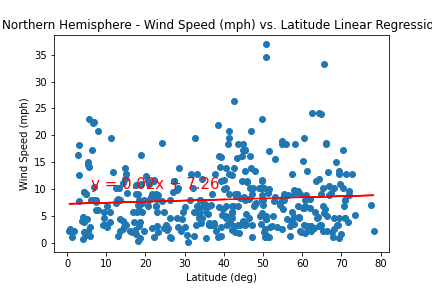 Northern Hemisphere - Wind Speed (mph) vs. Latitude Linear Regressio
35
30
25
20
15
10
5
0
Wind Speed (mph)
y = 0.02x + 7.26
0 10 20 30 40 50 60 70 80
Latitude (deg)